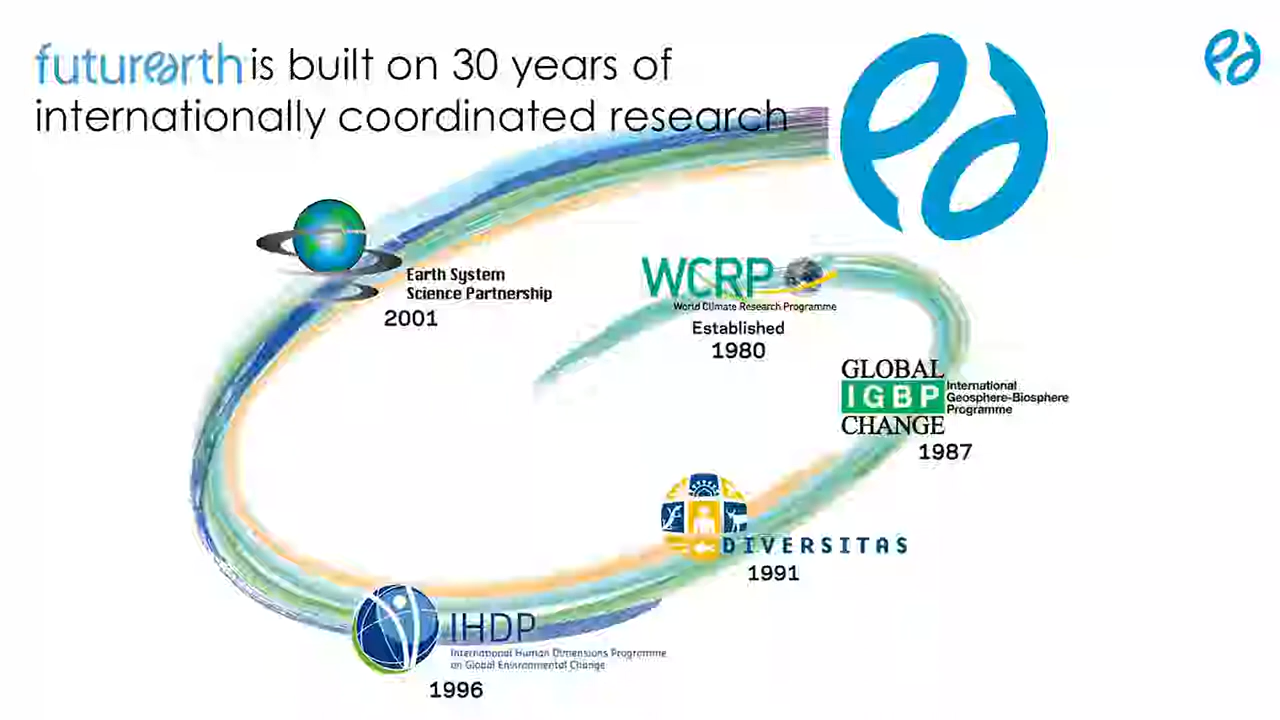 futurearth is built on 30 years of
internationally coordinated research
Earth System
Science Partnership
2001
WCRP
World Climate Research Programme
Established
1980
GLOBAL
IGBP
CHANGE
International
Geosphere-Biosphere
Programme
1987
DIVERSITAS
1991
IHDP
International Human Dimensions Programme
on Global Environmental Change
1996